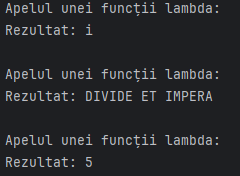 Apelul unei funcții lambda:
Rezultat: i
Apelul unei funcții lambda:
Rezultat: DIVIDE ET IMPERA
Apelul unei funcții lambda:
Rezultat: 5